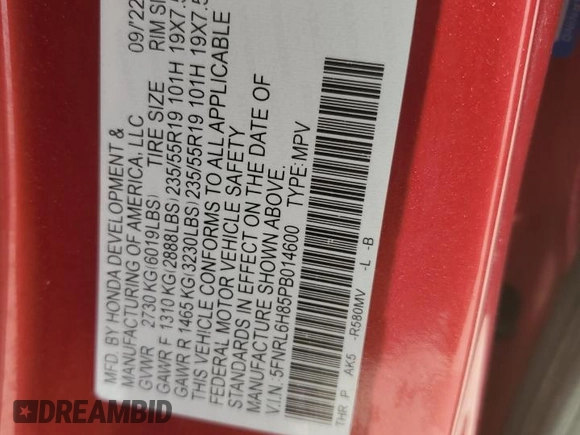 MFD. BY HONDA DEVELOPMENT & 09/'22
MANUFACTURING OF AMERICA, LLC
GVWR 2730 KG(6019LBS) TIRE SIZE RIM SI
GAWR F 1310 KG(2888LBS) 235/55R19 101H 19X7.5
GAWR R 1465 KG(3230LBS) 235/55R19 101H 19X7.5
THIS VEHICLE CONFORMS TO ALL APPLICABLE
FEDERAL MOTOR VEHICLE SAFETY
STANDARDS IN EFFECT ON THE DATE OF
MANUFACTURE SHOWN ABOVE.
V.I.N: 5FNRL6H85PB014600 TYPE: MPV
THR P AK5 -R580MV -L -B
DREAMBID